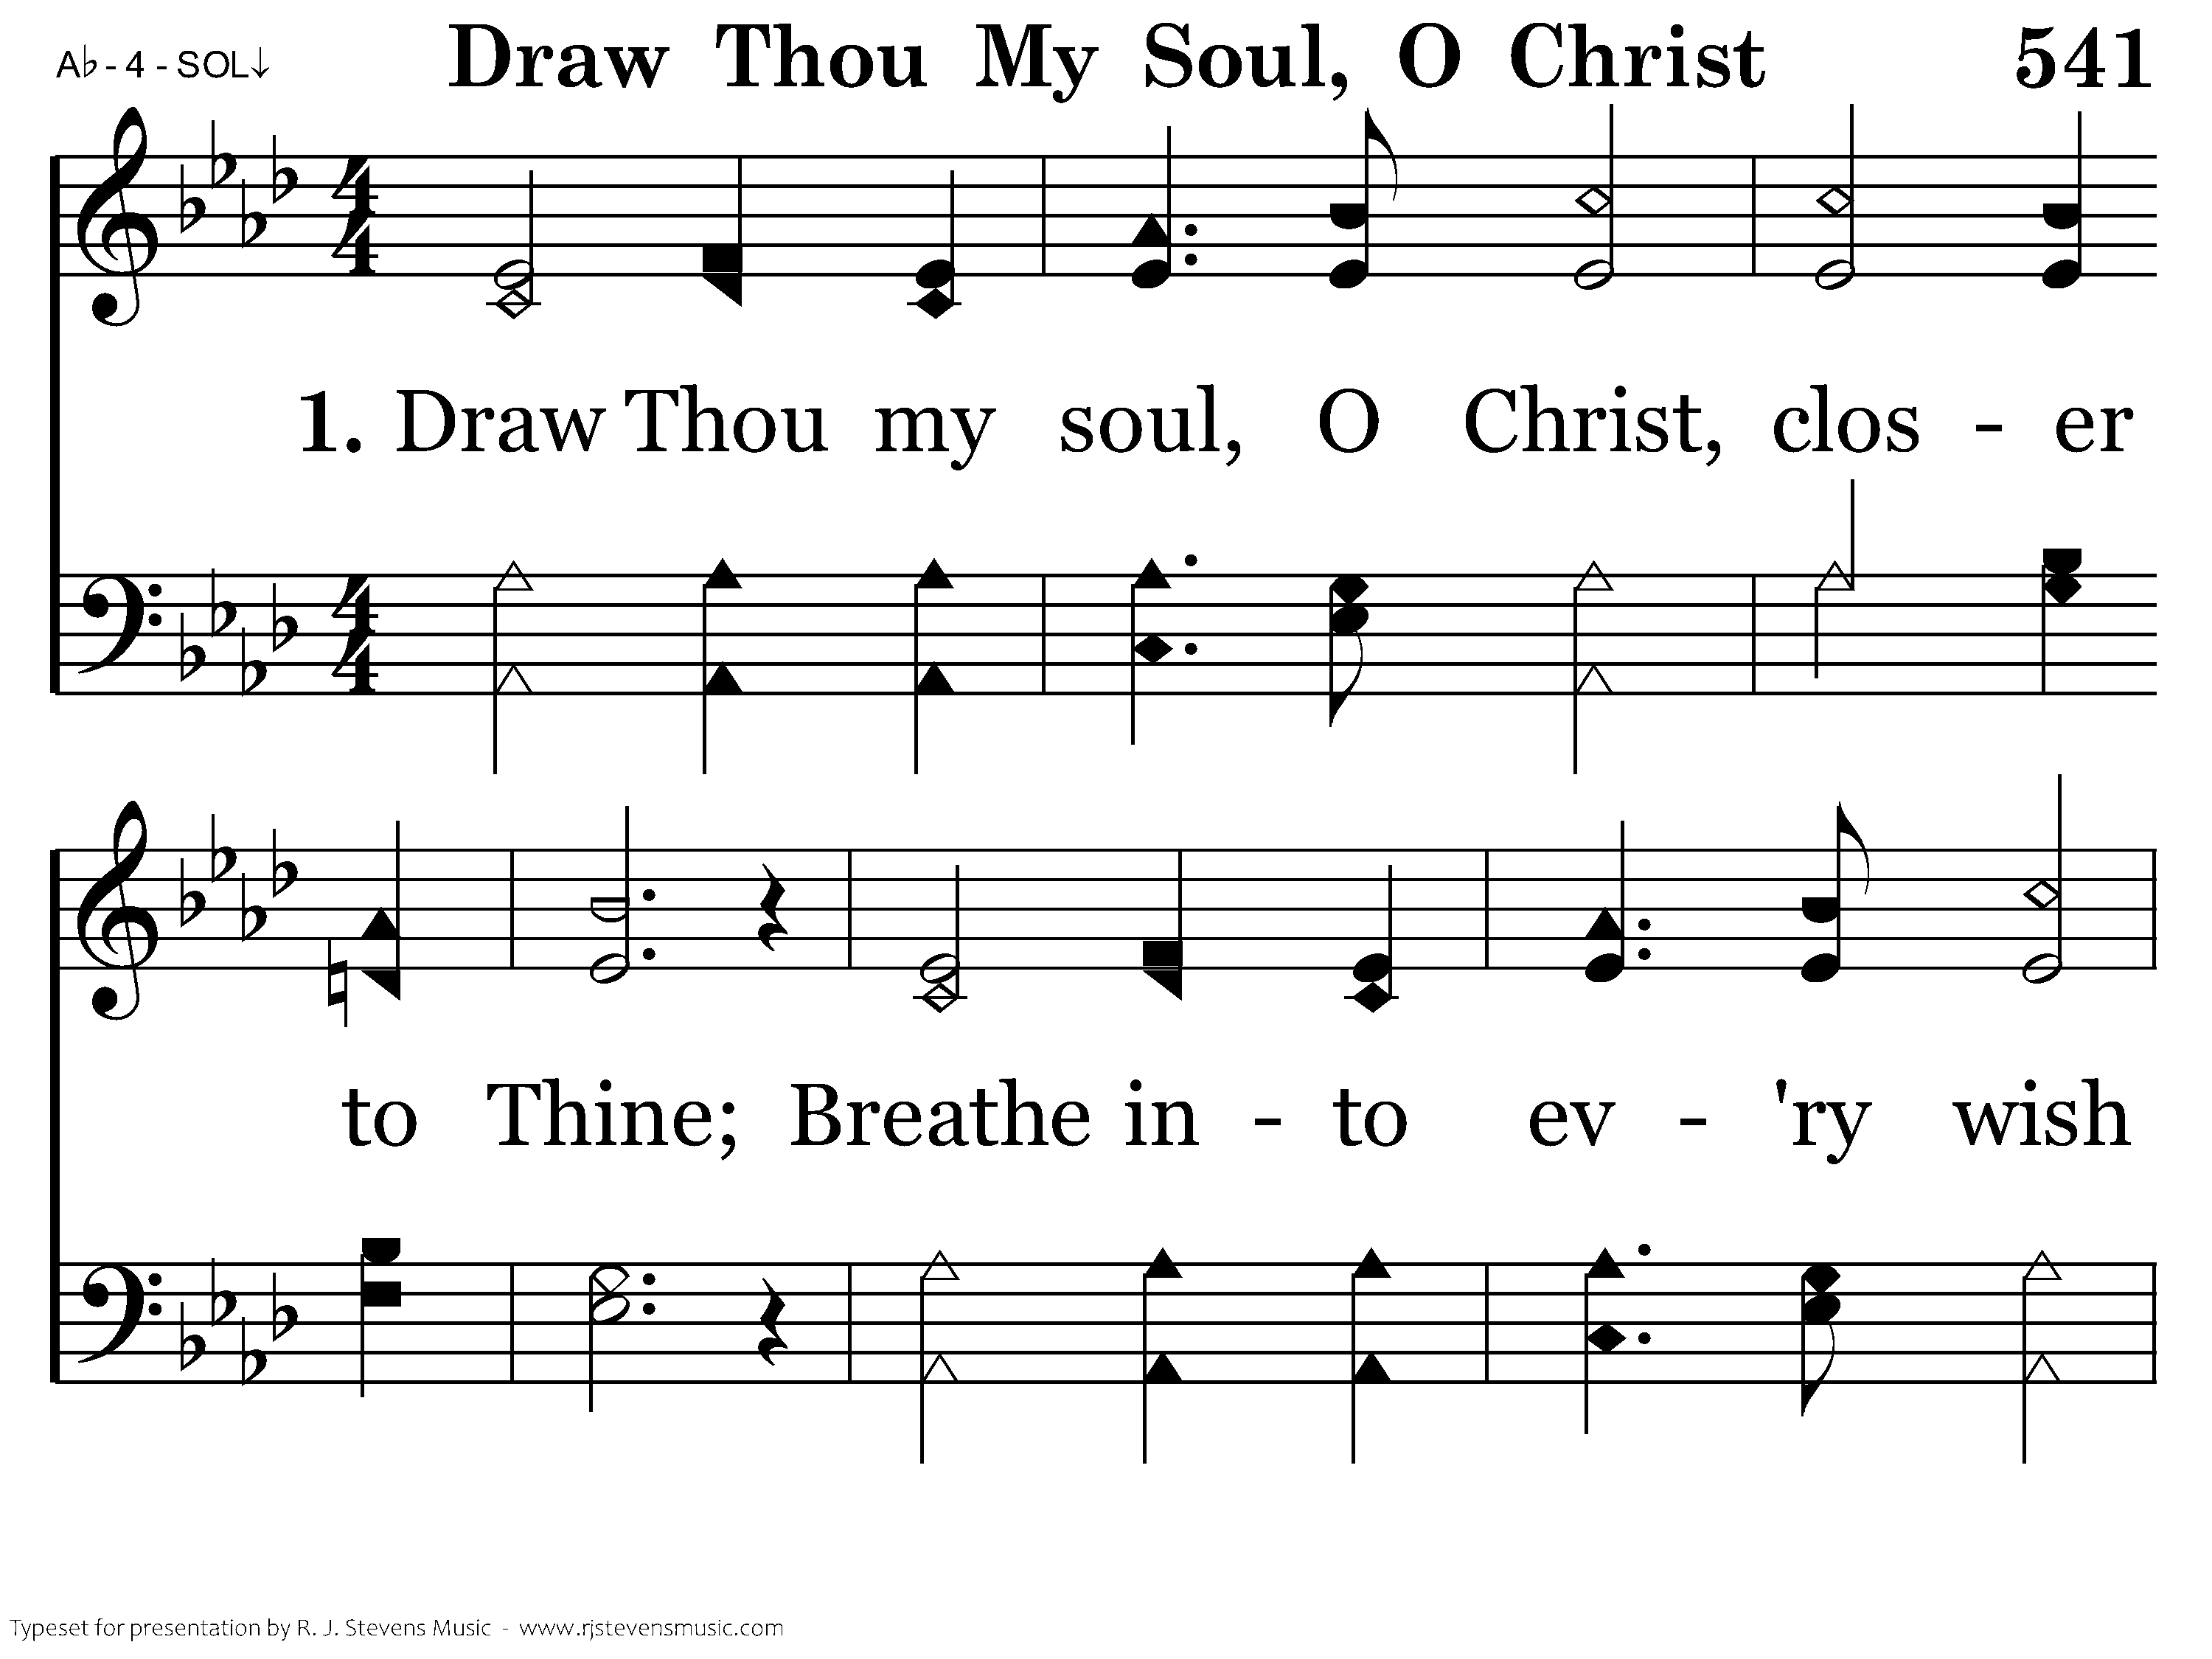 A♭ - 4 - SOL↓ Draw Thou My Soul, O Christ 541
1. Draw Thou my soul, O Christ, clos - er
to Thine; Breathe in - to ev - 'ry wish
Typeset for presentation by R. J. Stevens Music - www.rjstevensmusic.com